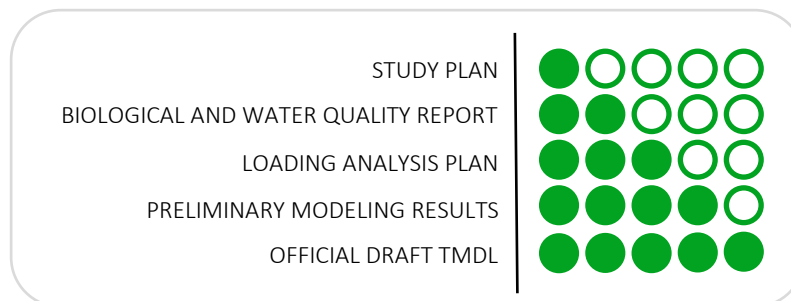 STUDY PLAN
BIOLOGICAL AND WATER QUALITY REPORT
LOADING ANALYSIS PLAN
PRELIMINARY MODELING RESULTS
OFFICIAL DRAFT TMDL